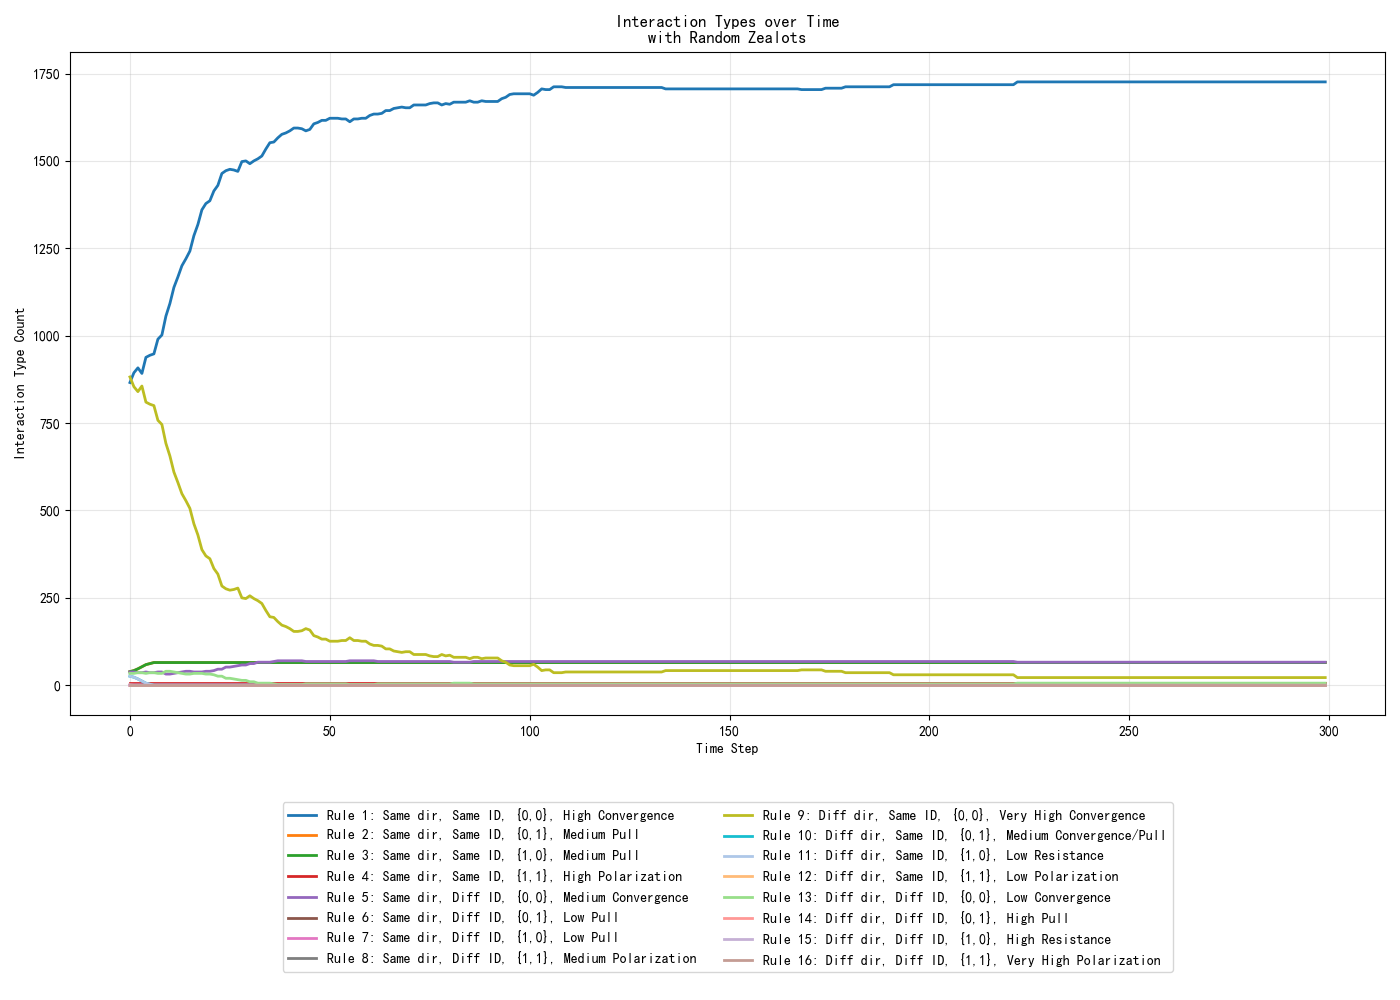 Interaction Types over Time
with Random Zealots
Interaction Type Count
1750
1500
1250
1000
750
500
250
0
0
50
100
150
200
250
300
Time Step
Rule 1: Same dir, Same ID, {0,0}, High Convergence
Rule 2: Same dir, Same ID, {0,1}, Medium Pull
Rule 3: Same dir, Same ID, {1,0}, Medium Pull
Rule 4: Same dir, Same ID, {1,1}, High Polarization
Rule 5: Same dir, Diff ID, {0,0}, Medium Convergence
Rule 6: Same dir, Diff ID, {0,1}, Low Pull
Rule 7: Same dir, Diff ID, {1,0}, Low Pull
Rule 8: Same dir, Diff ID, {1,1}, Medium Polarization
Rule 9: Diff dir, Same ID, {0,0}, Very High Convergence
Rule 10: Diff dir, Same ID, {0,1}, Medium Convergence/Pull
Rule 11: Diff dir, Same ID, {1,0}, Low Resistance
Rule 12: Diff dir, Same ID, {1,1}, Low Polarization
Rule 13: Diff dir, Diff ID, {0,0}, Low Convergence
Rule 14: Diff dir, Diff ID, {0,1}, High Pull
Rule 15: Diff dir, Diff ID, {1,0}, High Resistance
Rule 16: Diff dir, Diff ID, {1,1}, Very High Polarization